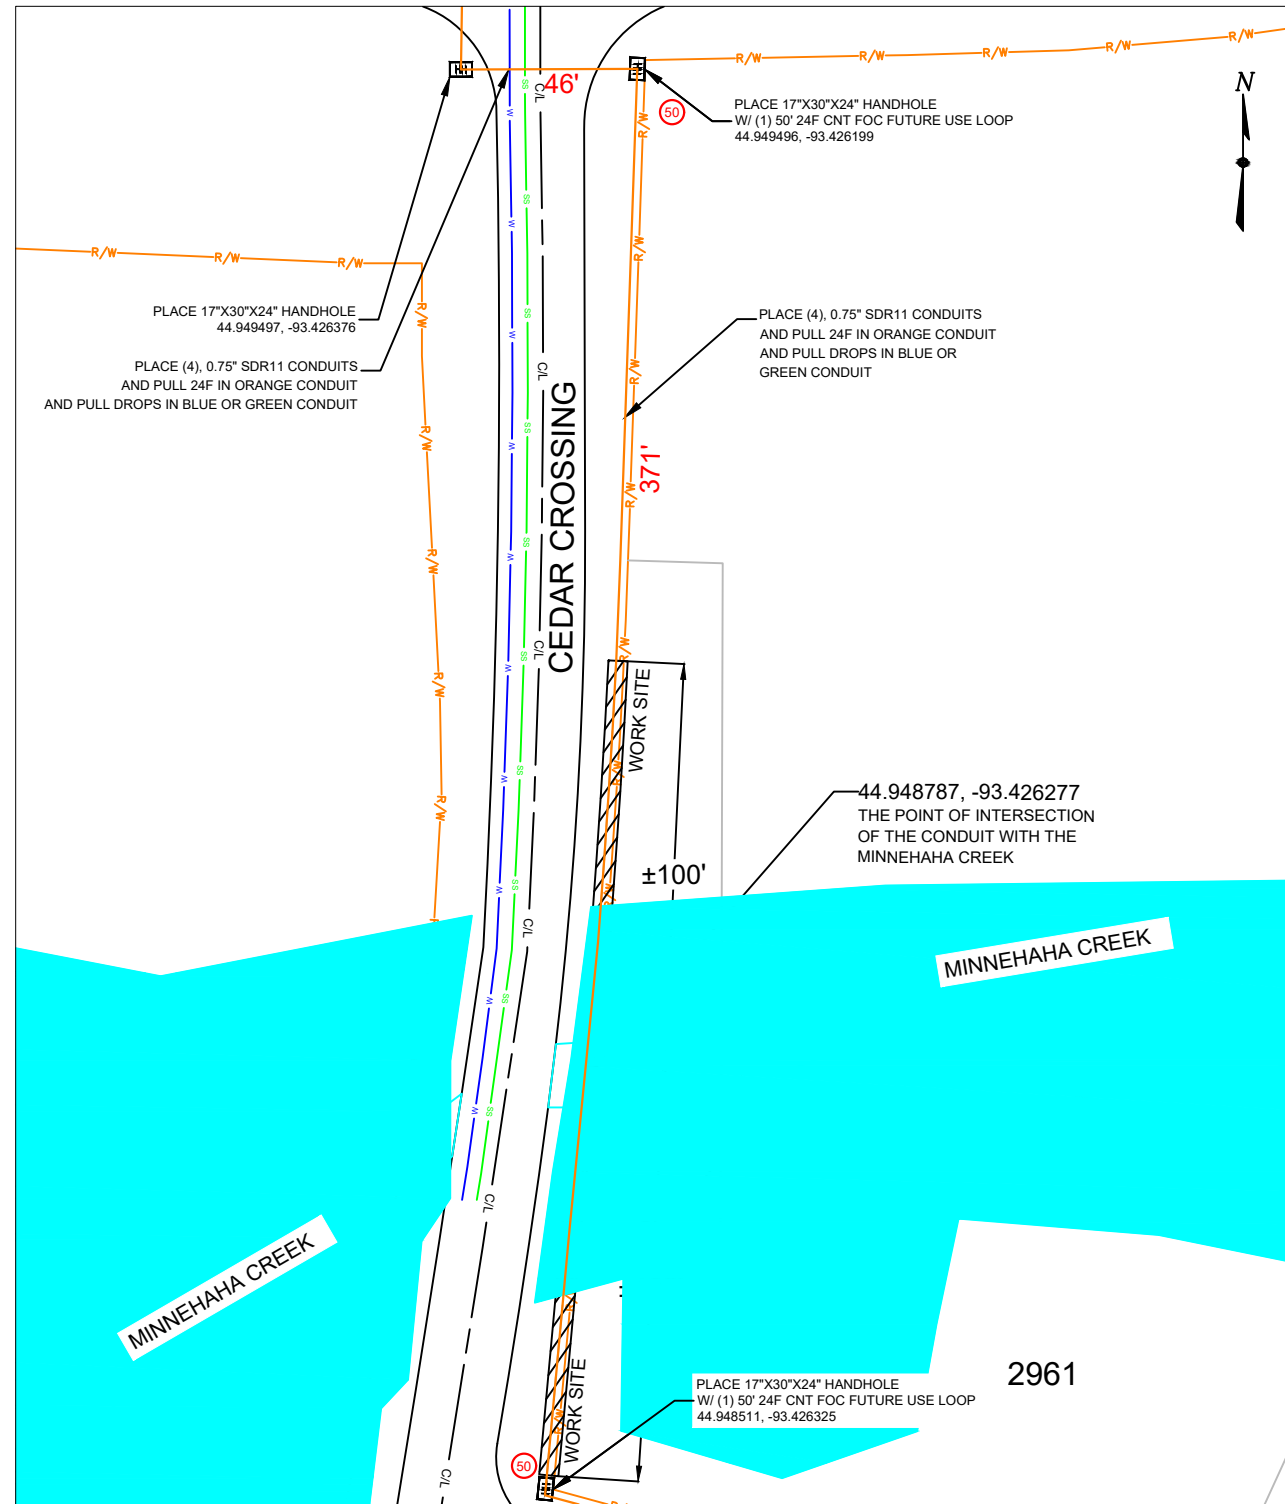 46'
C/L
SS
W
R/W
R/W
R/W
R/W
R/W
N
50
PLACE 17"X30"X24" HANDHOLE
W/ (1) 50' 24F CNT FOC FUTURE USE LOOP
44.949496, -93.426199
R/W
R/W
R/W
R/W
PLACE 17"X30"X24" HANDHOLE
44.949497, -93.426376
PLACE (4), 0.75" SDR11 CONDUITS
AND PULL 24F IN ORANGE CONDUIT
AND PULL DROPS IN BLUE OR GREEN CONDUIT
PLACE (4), 0.75" SDR11 CONDUITS
AND PULL 24F IN ORANGE CONDUIT
AND PULL DROPS IN BLUE OR
GREEN CONDUIT
CEDAR CROSSING
371'
WORK SITE
44.948787, -93.426277
THE POINT OF INTERSECTION
OF THE CONDUIT WITH THE
MINNEHAHA CREEK
±100'
MINNEHAHA CREEK
MINNEHAHA CREEK
2961
PLACE 17"X30"X24" HANDHOLE
W/ (1) 50' 24F CNT FOC FUTURE USE LOOP
44.948511, -93.426325
WORK SITE
50
C/L